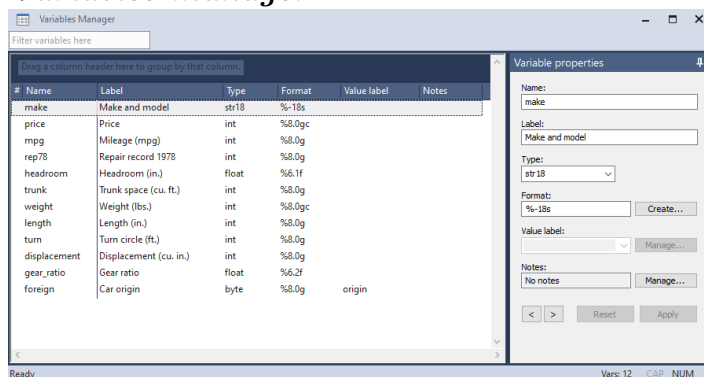 Variables Manager
Filter variables here
Drag a column header here to group by that column.
# Name Label Type Format Value label Notes
make Make and model str18 %-18s
price Price int %8.0gc
mpg Mileage (mpg) int %8.0g
rep78 Repair record 1978 int %8.0g
headroom Headroom (in.) float %6.1f
trunk Trunk space (cu. ft.) int %8.0g
weight Weight (lbs.) int %8.0gc
length Length (in.) int %8.0g
turn Turn circle (ft.) int %8.0g
displacement Displacement (cu. in.) int %8.0g
gear_ratio Gear ratio float %6.2f
foreign Car origin byte %8.0g origin
Variable properties
Name:
make
Label:
Make and model
Type:
str18
Format:
%-18s Create...
Value label:
Manage...
Notes:
No notes Manage...
< > Reset Apply
Ready Vars: 12 CAP NUM